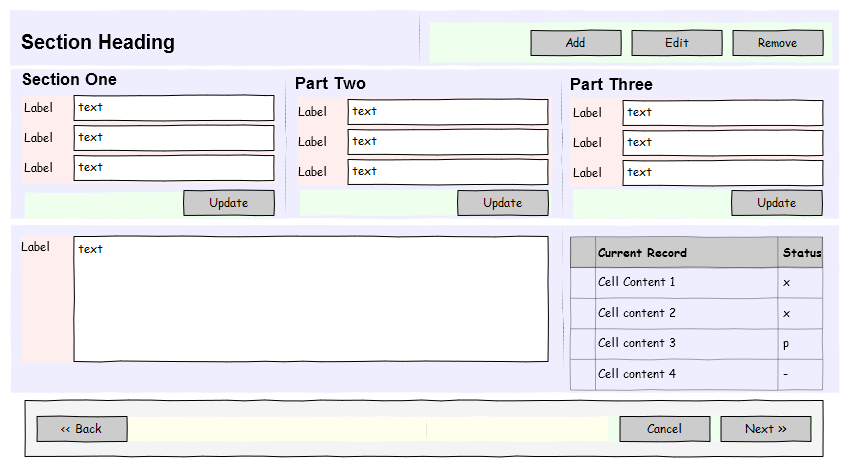 Section Heading
Add Edit Remove
Section One
Label text
Label text
Label text
Update
Part Two
Label text
Label text
Label text
Update
Part Three
Label text
Label text
Label text
Update
Label text
Current Record Status
Cell Content 1 x
Cell content 2 x
Cell content 3 p
Cell content 4 -
<< Back Cancel Next >>